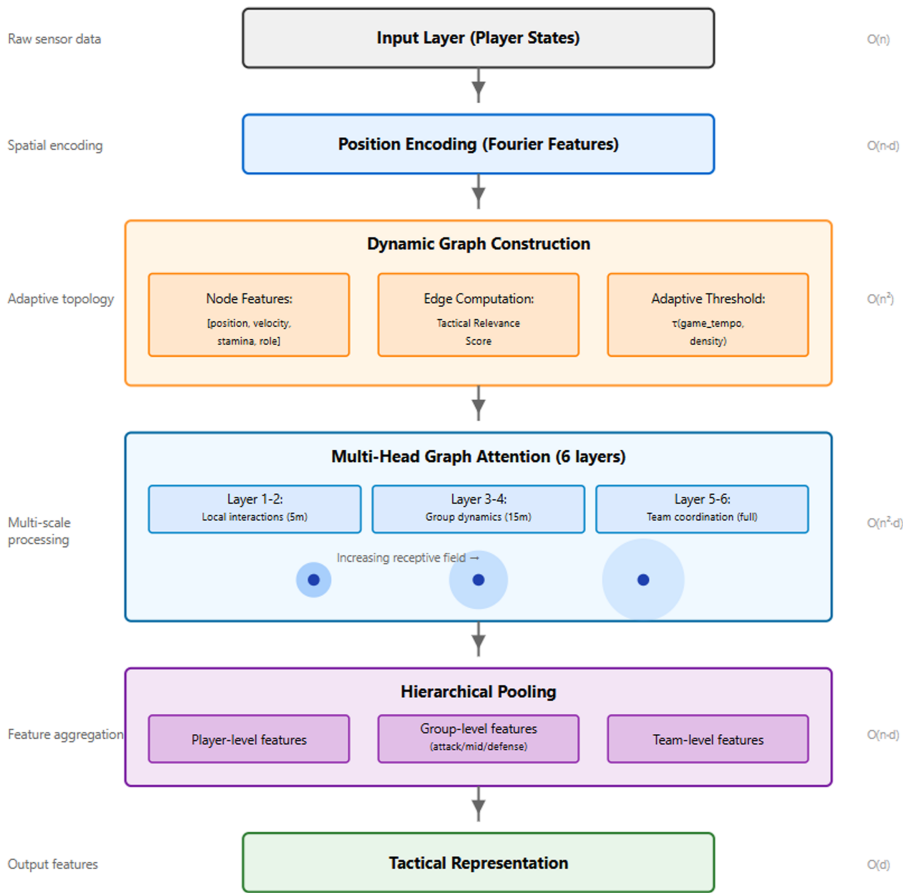 Raw sensor data
Input Layer (Player States)
O(n)
Spatial encoding
Position Encoding (Fourier Features)
O(n·d)
Dynamic Graph Construction
Adaptive topology
Node Features:
[position, velocity,
stamina, role]
Edge Computation:
Tactical Relevance
Score
Adaptive Threshold:
τ(game_tempo,
density)
O(n²)
Multi-Head Graph Attention (6 layers)
Multi-scale
processing
Layer 1-2:
Local interactions (5m)
Layer 3-4:
Group dynamics (15m)
Layer 5-6:
Team coordination (full)
O(n²·d)
Increasing receptive field →
Hierarchical Pooling
Feature aggregation
Player-level features
Group-level features
(attack/mid/defense)
Team-level features
O(n·d)
Output features
Tactical Representation
O(d)